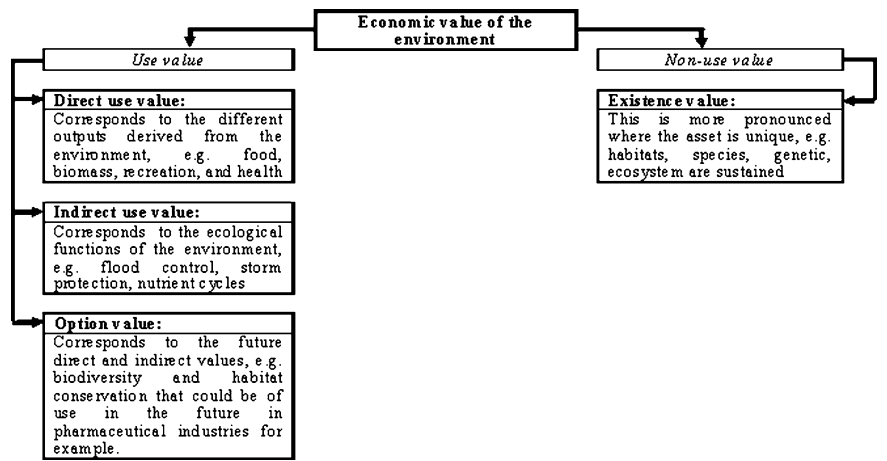 Economic value of the
environment
Use value
Non-use value
Direct use value:
Corresponds to the different
outputs derived from the
environment, e.g. food,
biomass, recreation, and health
Existence value:
This is more pronounced
where the asset is unique, e.g.
habitats, species, genetic,
ecosystem are sustained
Indirect use value:
Corresponds to the ecological
functions of the environment,
e.g. flood control, storm
protection, nutrient cycles
Option value:
Corresponds to the future
direct and indirect values, e.g.
biodiversity and habitat
conservation that could be of
use in the future in
pharmaceutical industries for
example.